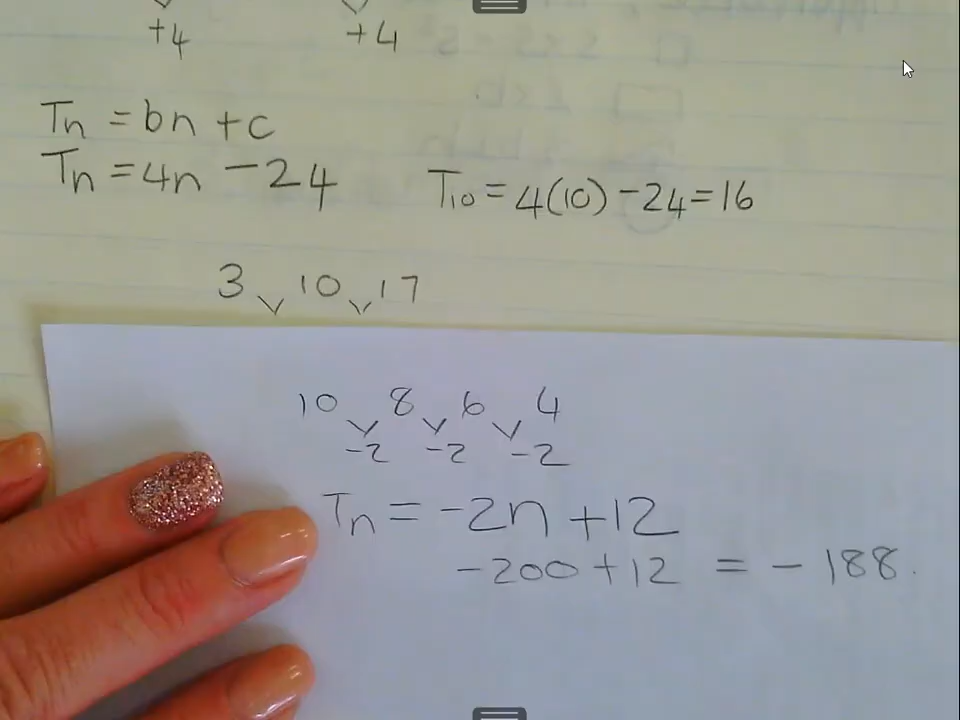 +4 +4
Tn = bn + c
Tn = 4n - 24 T10 = 4(10) - 24 = 16
3 10 17
10 8 6 4
-2 -2 -2
Tn = -2n + 12
-200 + 12 = - 188.